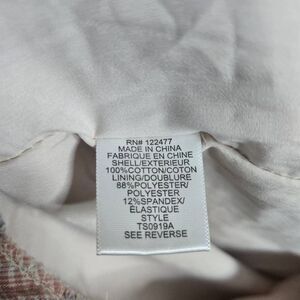 RN# 122477
MADE IN CHINA
FABRIQUE EN CHINE
SHELL/EXTERIEUR
100%COTTON/COTON
LINING/DOUBLURE
88%POLYESTER/
POLYESTER
12%SPANDEX/
ÉLASTIQUE
STYLE
TS0919A
SEE REVERSE